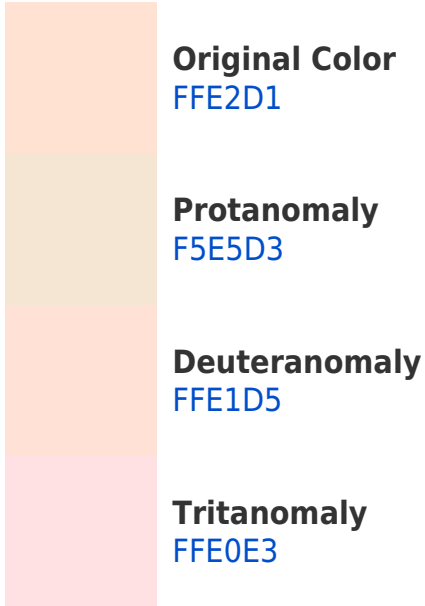 Original Color
FFE2D1
Protanomaly
F5E5D3
Deuteranomaly
FFE1D5
Tritanomaly
FFE0E3